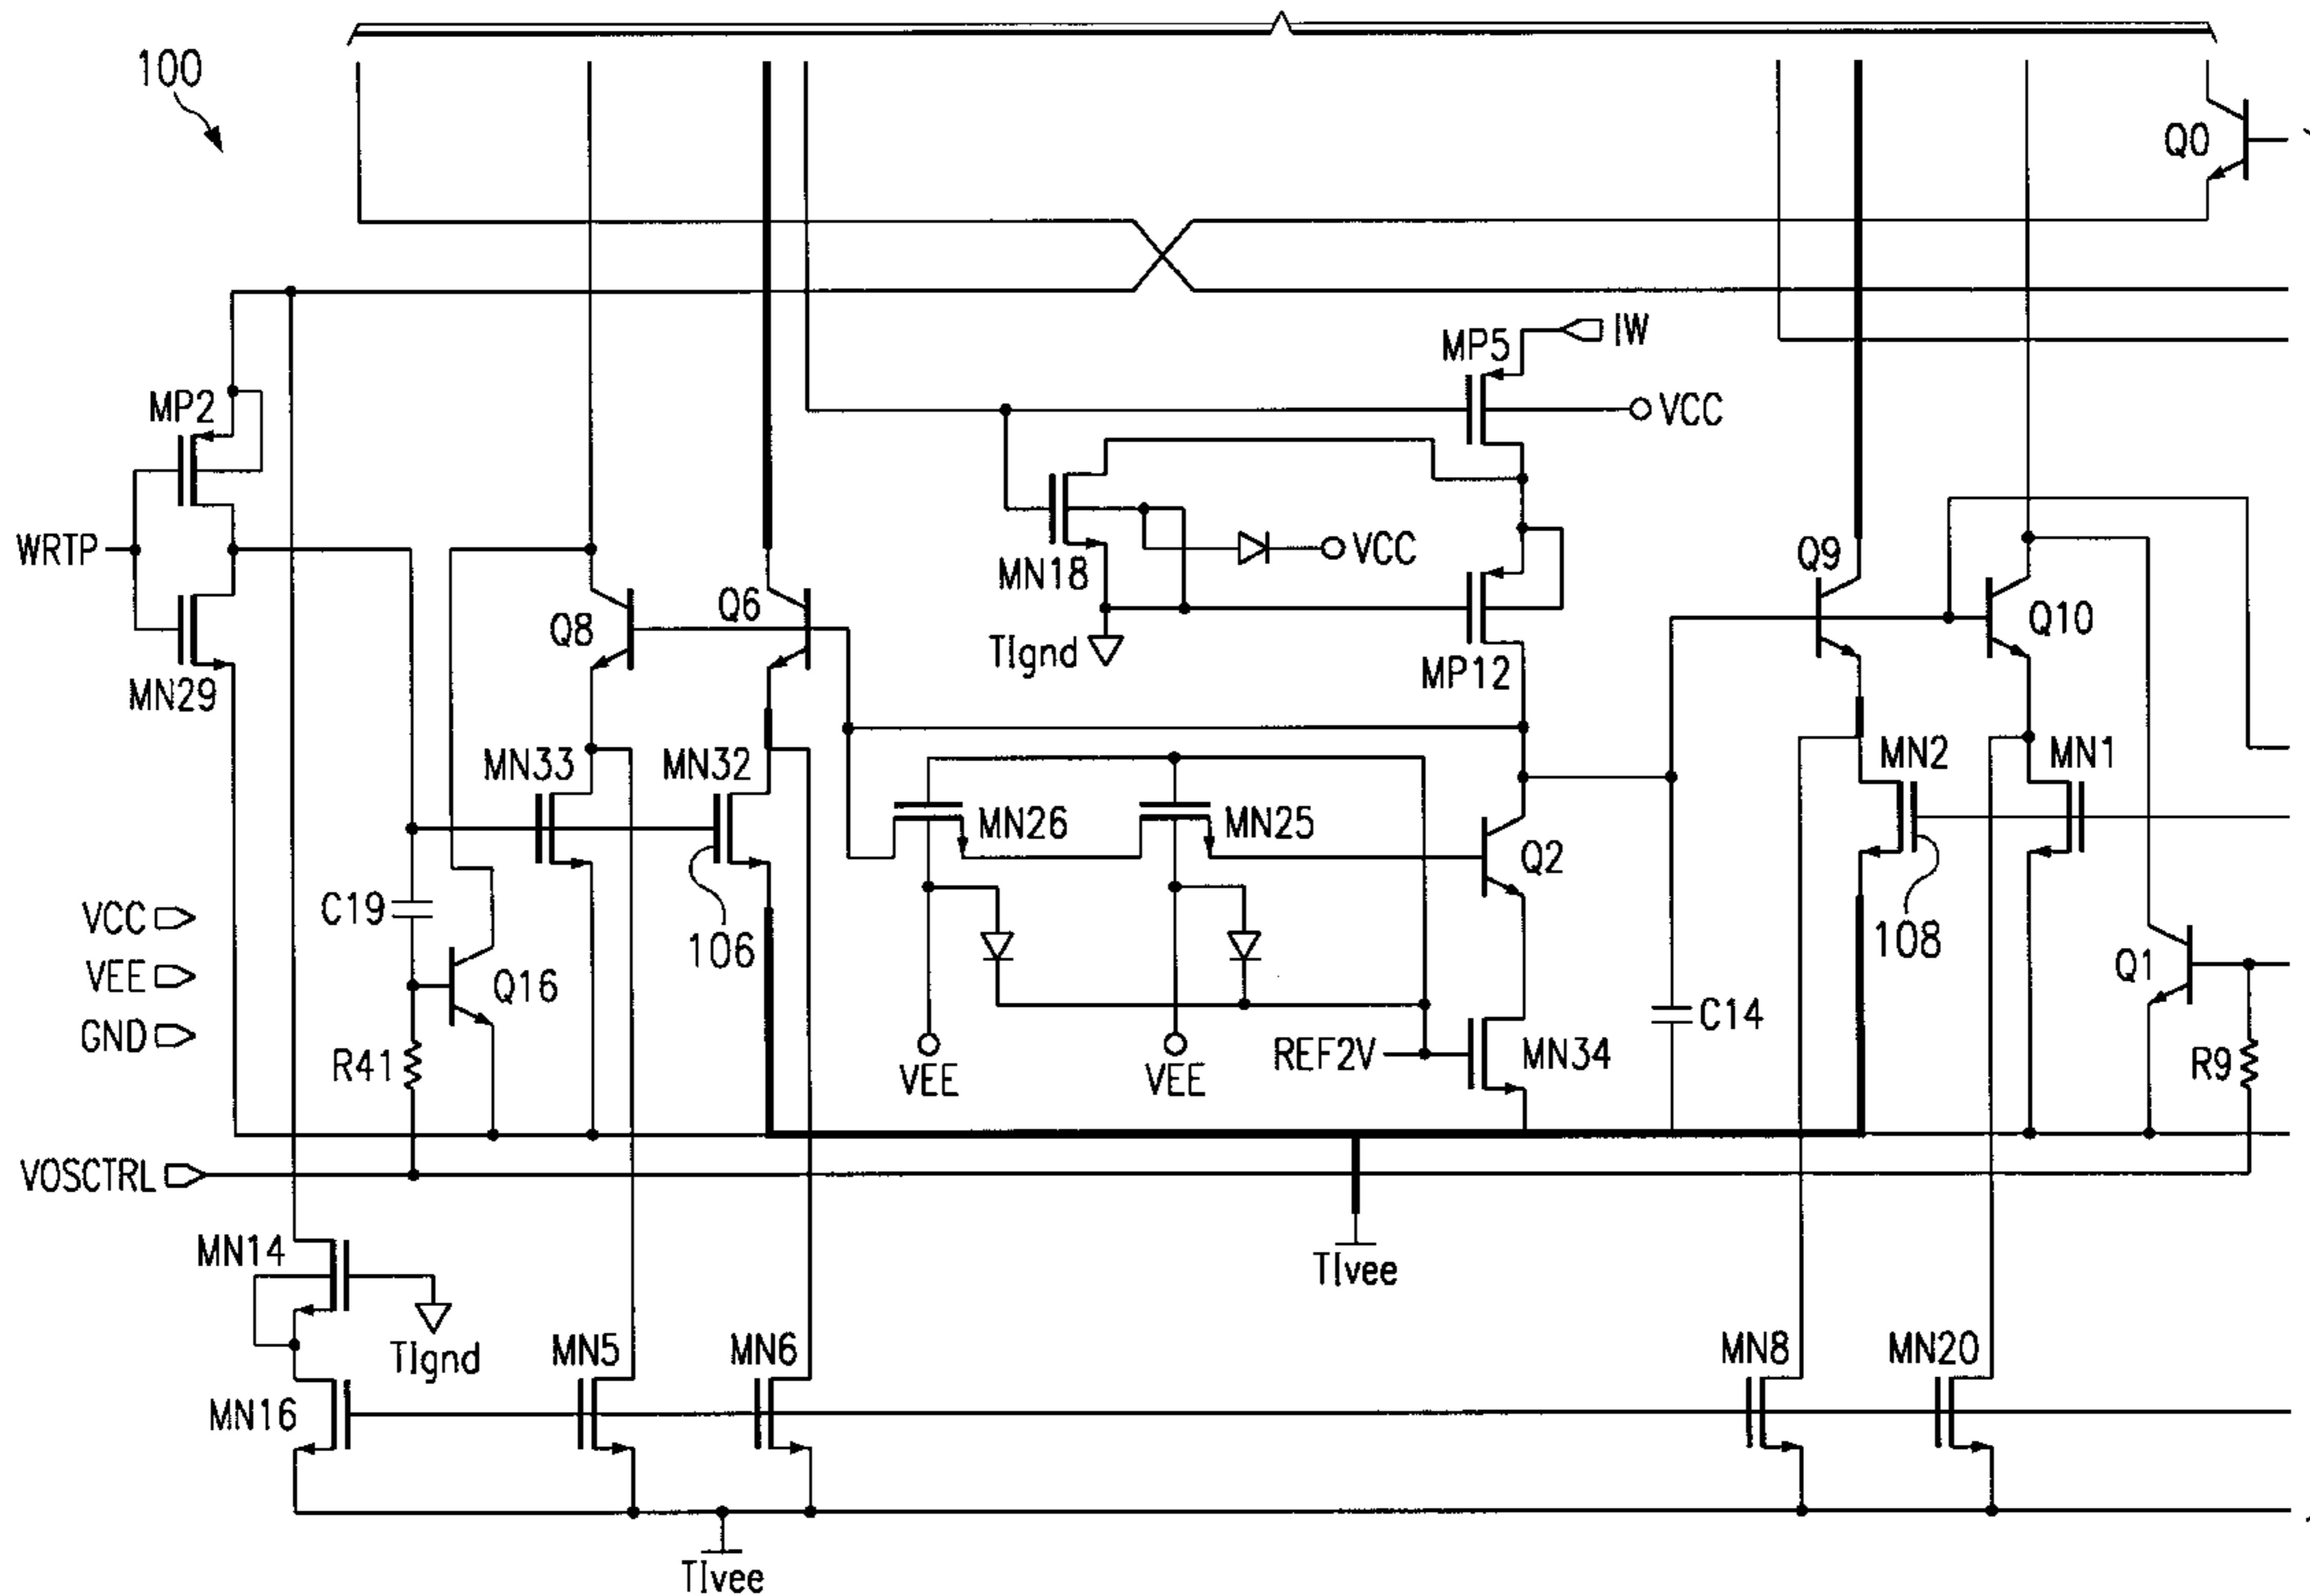 100
Q0
IW
MP5
MP2
VCC
WRTP
VCC
Q9
MN18
Q6
Q8
Q10
TIgnd
MP12
MN29
MN33
MN32
MN2
MN1
MN26
MN25
Q2
C19
VCC
106
108
VEE
Q16
Q1
C14
GND
R41
VEE
VEE
REF2V
MN34
R9
VOSCTRL
MN14
TIvee
TIgnd
MN5
MN6
MN8
MN20
MN16
TIvee